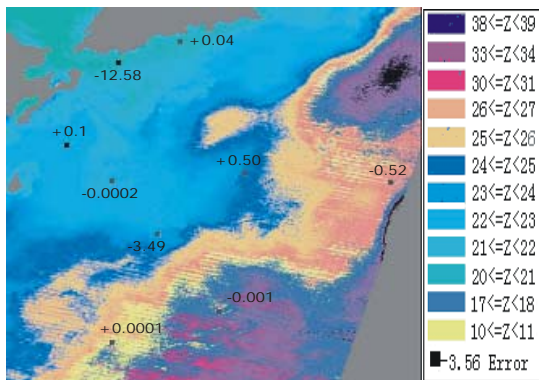 +0.04
-12.58
+0.1
-0.0002
+0.50
-0.52
-3.49
-0.001
+0.0001
38<=Z<39
33<=Z<34
30<=Z<31
26<=Z<27
25<=Z<26
24<=Z<25
23<=Z<24
22<=Z<23
21<=Z<22
20<=Z<21
17<=Z<18
10<=Z<11
-3.56 Error